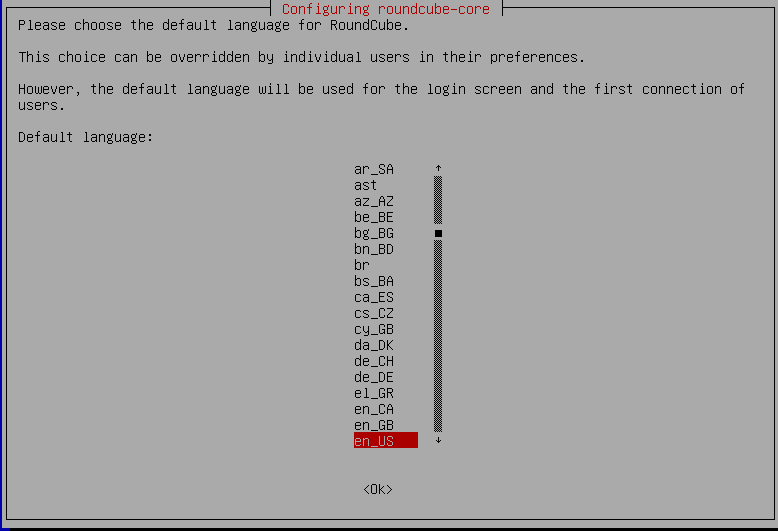 Configuring roundcube-core
Please choose the default language for RoundCube.
This choice can be overridden by individual users in their preferences.
However, the default language will be used for the login screen and the first connection of
users.
Default language:
ar_SA
ast
az_AZ
be_BE
bg_BG
bn_BD
br
bs_BA
ca_ES
cs_CZ
cy_GB
da_DK
de_CH
de_DE
el_GR
en_CA
en_GB
en_US
<Ok>